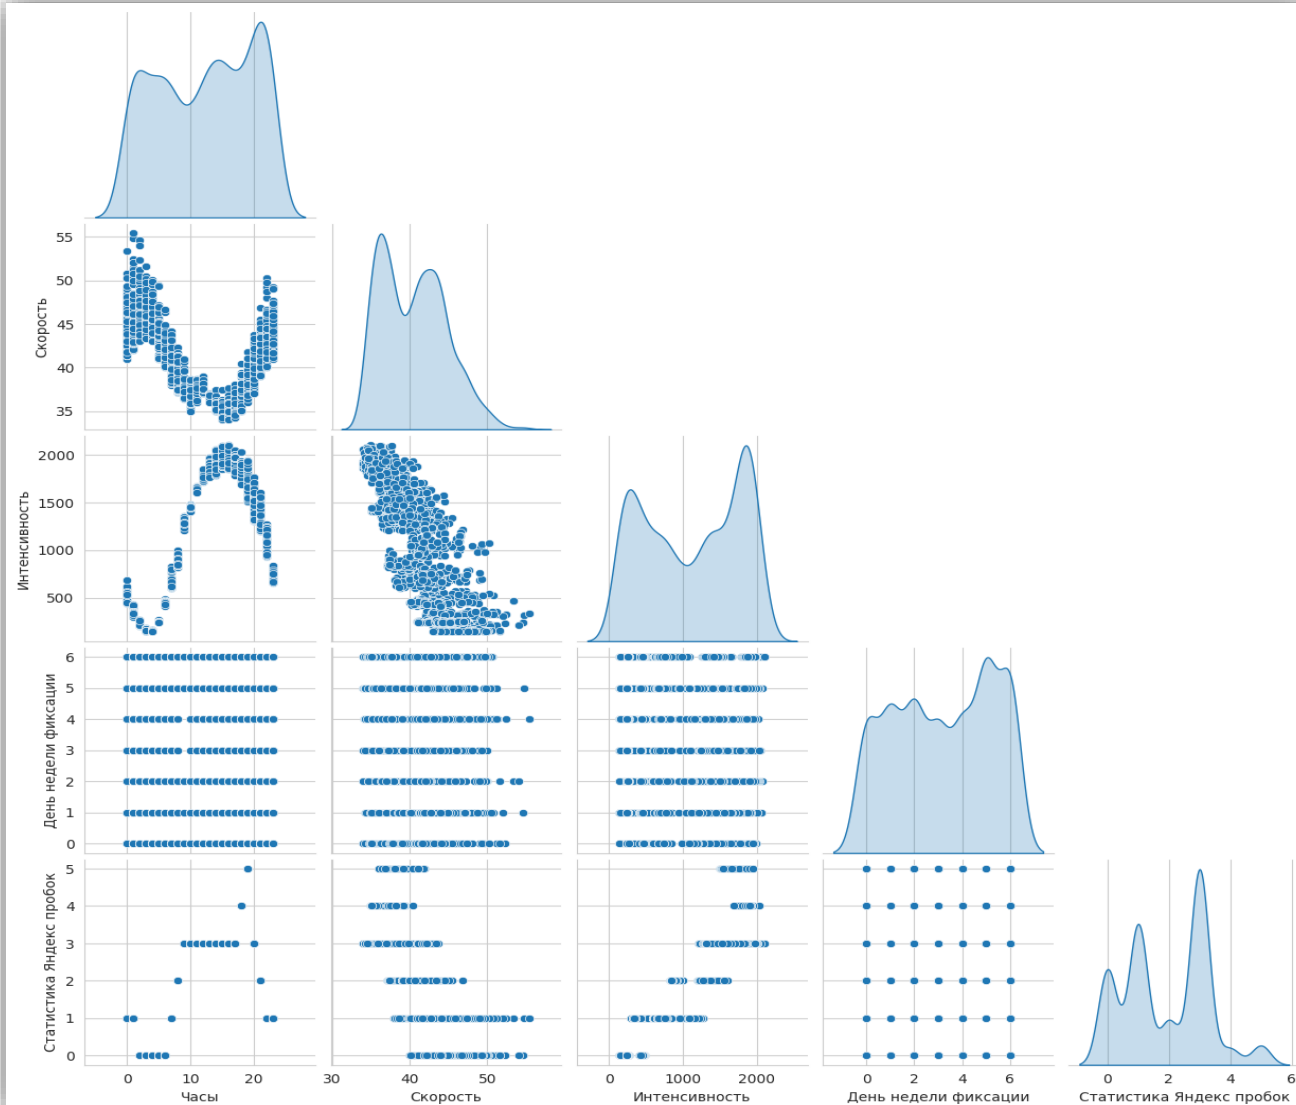 55
50
45
40
35
Скорость
2000
1500
1000
500
Интенсивность
6
5
4
3
2
1
0
День недели фиксации
5
4
3
2
1
0
Статистика Яндекс пробок
0 10 20
30 40 50
0 1000 2000
0 2 4 6
0 2 4 6
Часы
Скорость
Интенсивность
День недели фиксации
Статистика Яндекс пробок